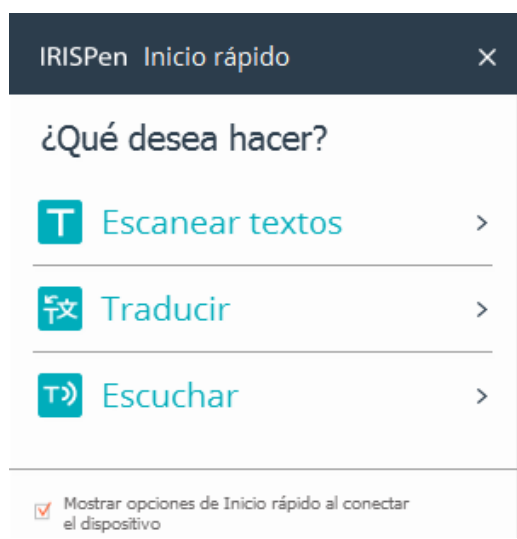 IRISPen Inicio rápido
¿Qué desea hacer?
Escanear textos
Traducir
Escuchar
Mostrar opciones de Inicio rápido al conectar
el dispositivo